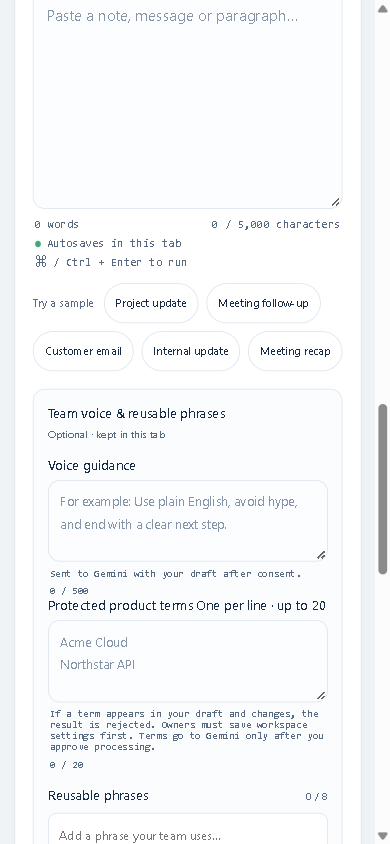 Paste a note, message or paragraph...
0 words
0 / 5,000 characters
Autosaves in this tab
⌘ / Ctrl + Enter to run
Try a sample
Project update
Meeting follow-up
Customer email
Internal update
Meeting recap
Team voice & reusable phrases
Optional · kept in this tab
Voice guidance
For example: Use plain English, avoid hype,
and end with a clear next step.
Sent to Gemini with your draft after consent.
0 / 500
Protected product terms One per line · up to 20
Acme Cloud
Northstar API
If a term appears in your draft and changes, the
result is rejected. Owners must save workspace
settings first. Terms go to Gemini only after you
approve processing.
0 / 20
Reusable phrases
0 / 8
Add a phrase your team uses...